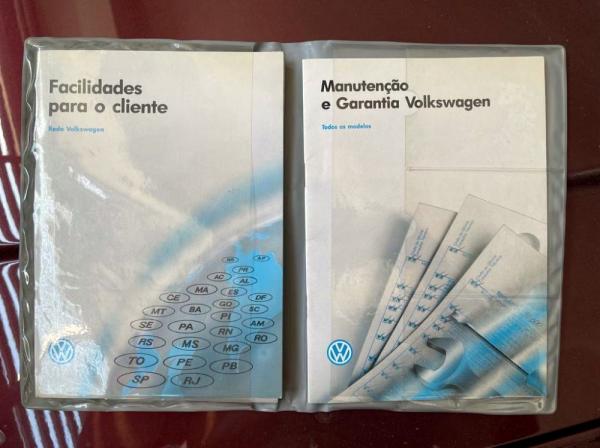 Facilidades
para o cliente
Rede Volkswagen
RR AP
PR
AC AL
MA ES
CE GO DF
MT BA PI SC
SE PA RN AM
RS MS MG RO
TO PE PB
SP RJ
Manutenção
e Garantia Volkswagen
Todos os modelos